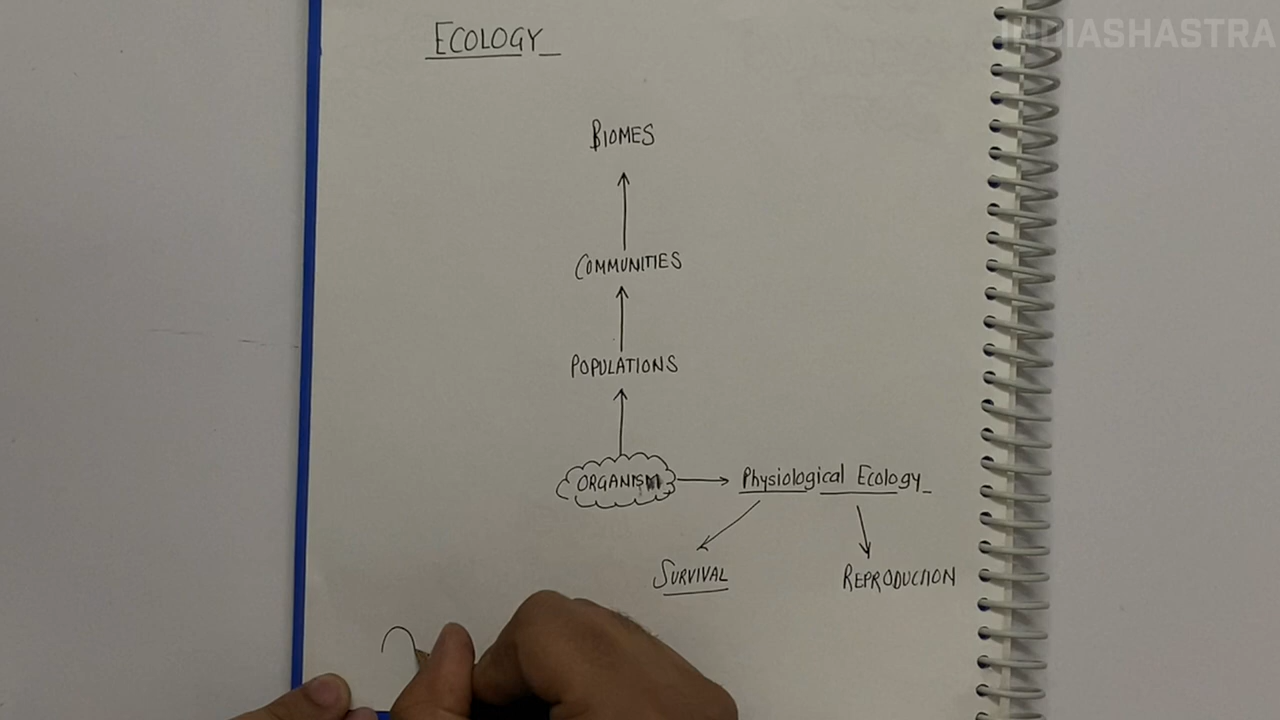 INDIASHASTRA
ECOLOGY
BIOMES
COMMUNITIES
POPULATIONS
ORGANISM Physiological Ecology
SURVIVAL REPRODUCTION